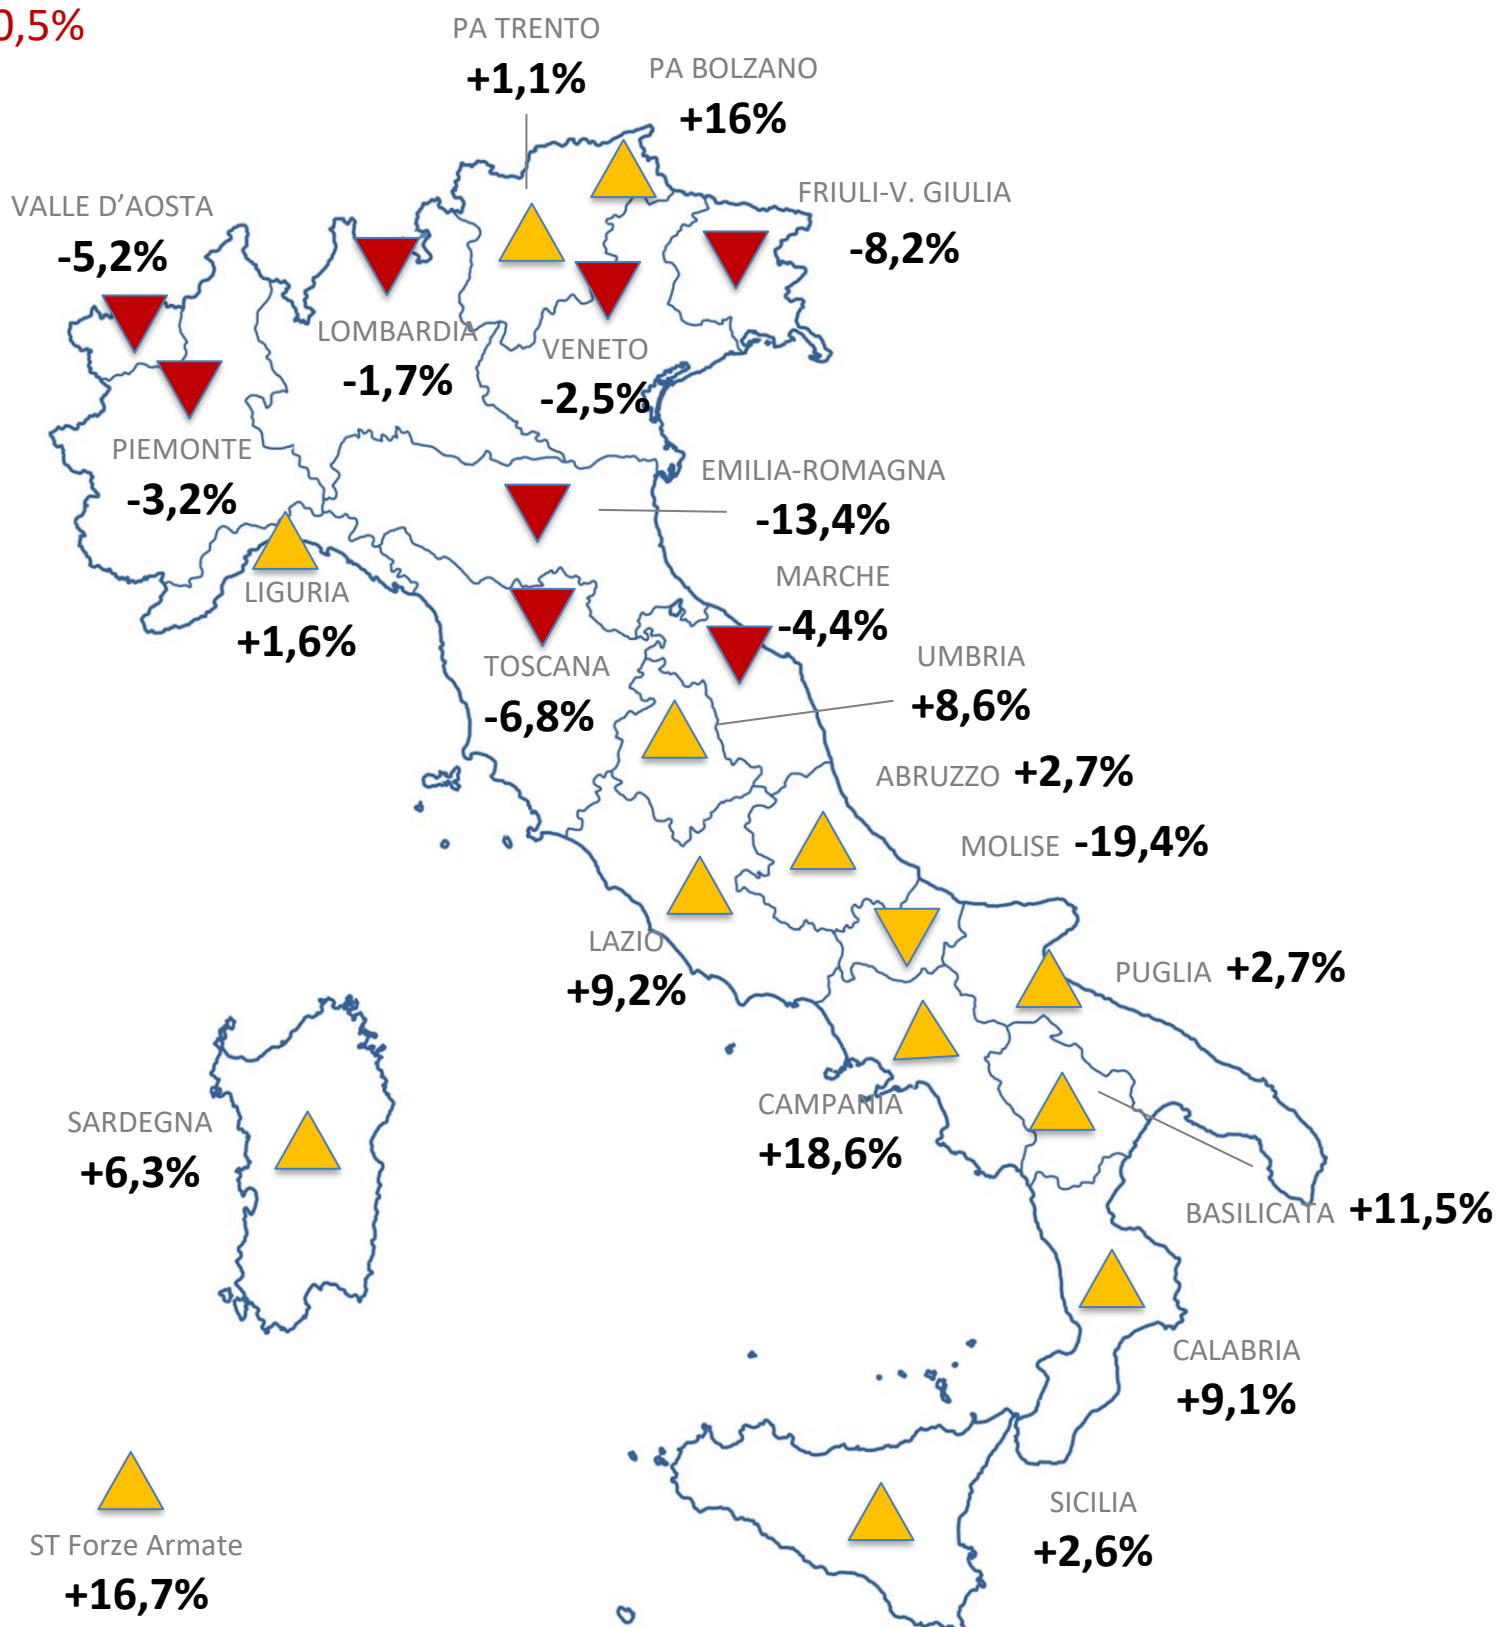 0,5%
PA TRENTO
+1,1%
PA BOLZANO
+16%
VALLE D’AOSTA
-5,2%
FRIULI-V. GIULIA
-8,2%
LOMBARDIA
-1,7%
VENETO
-2,5%
PIEMONTE
-3,2%
EMILIA-ROMAGNA
-13,4%
LIGURIA
+1,6%
MARCHE
-4,4%
TOSCANA
-6,8%
UMBRIA
+8,6%
ABRUZZO +2,7%
MOLISE -19,4%
LAZIO
+9,2%
PUGLIA +2,7%
CAMPANIA
+18,6%
SARDEGNA
+6,3%
BASILICATA +11,5%
CALABRIA
+9,1%
SICILIA
+2,6%
ST Forze Armate
+16,7%